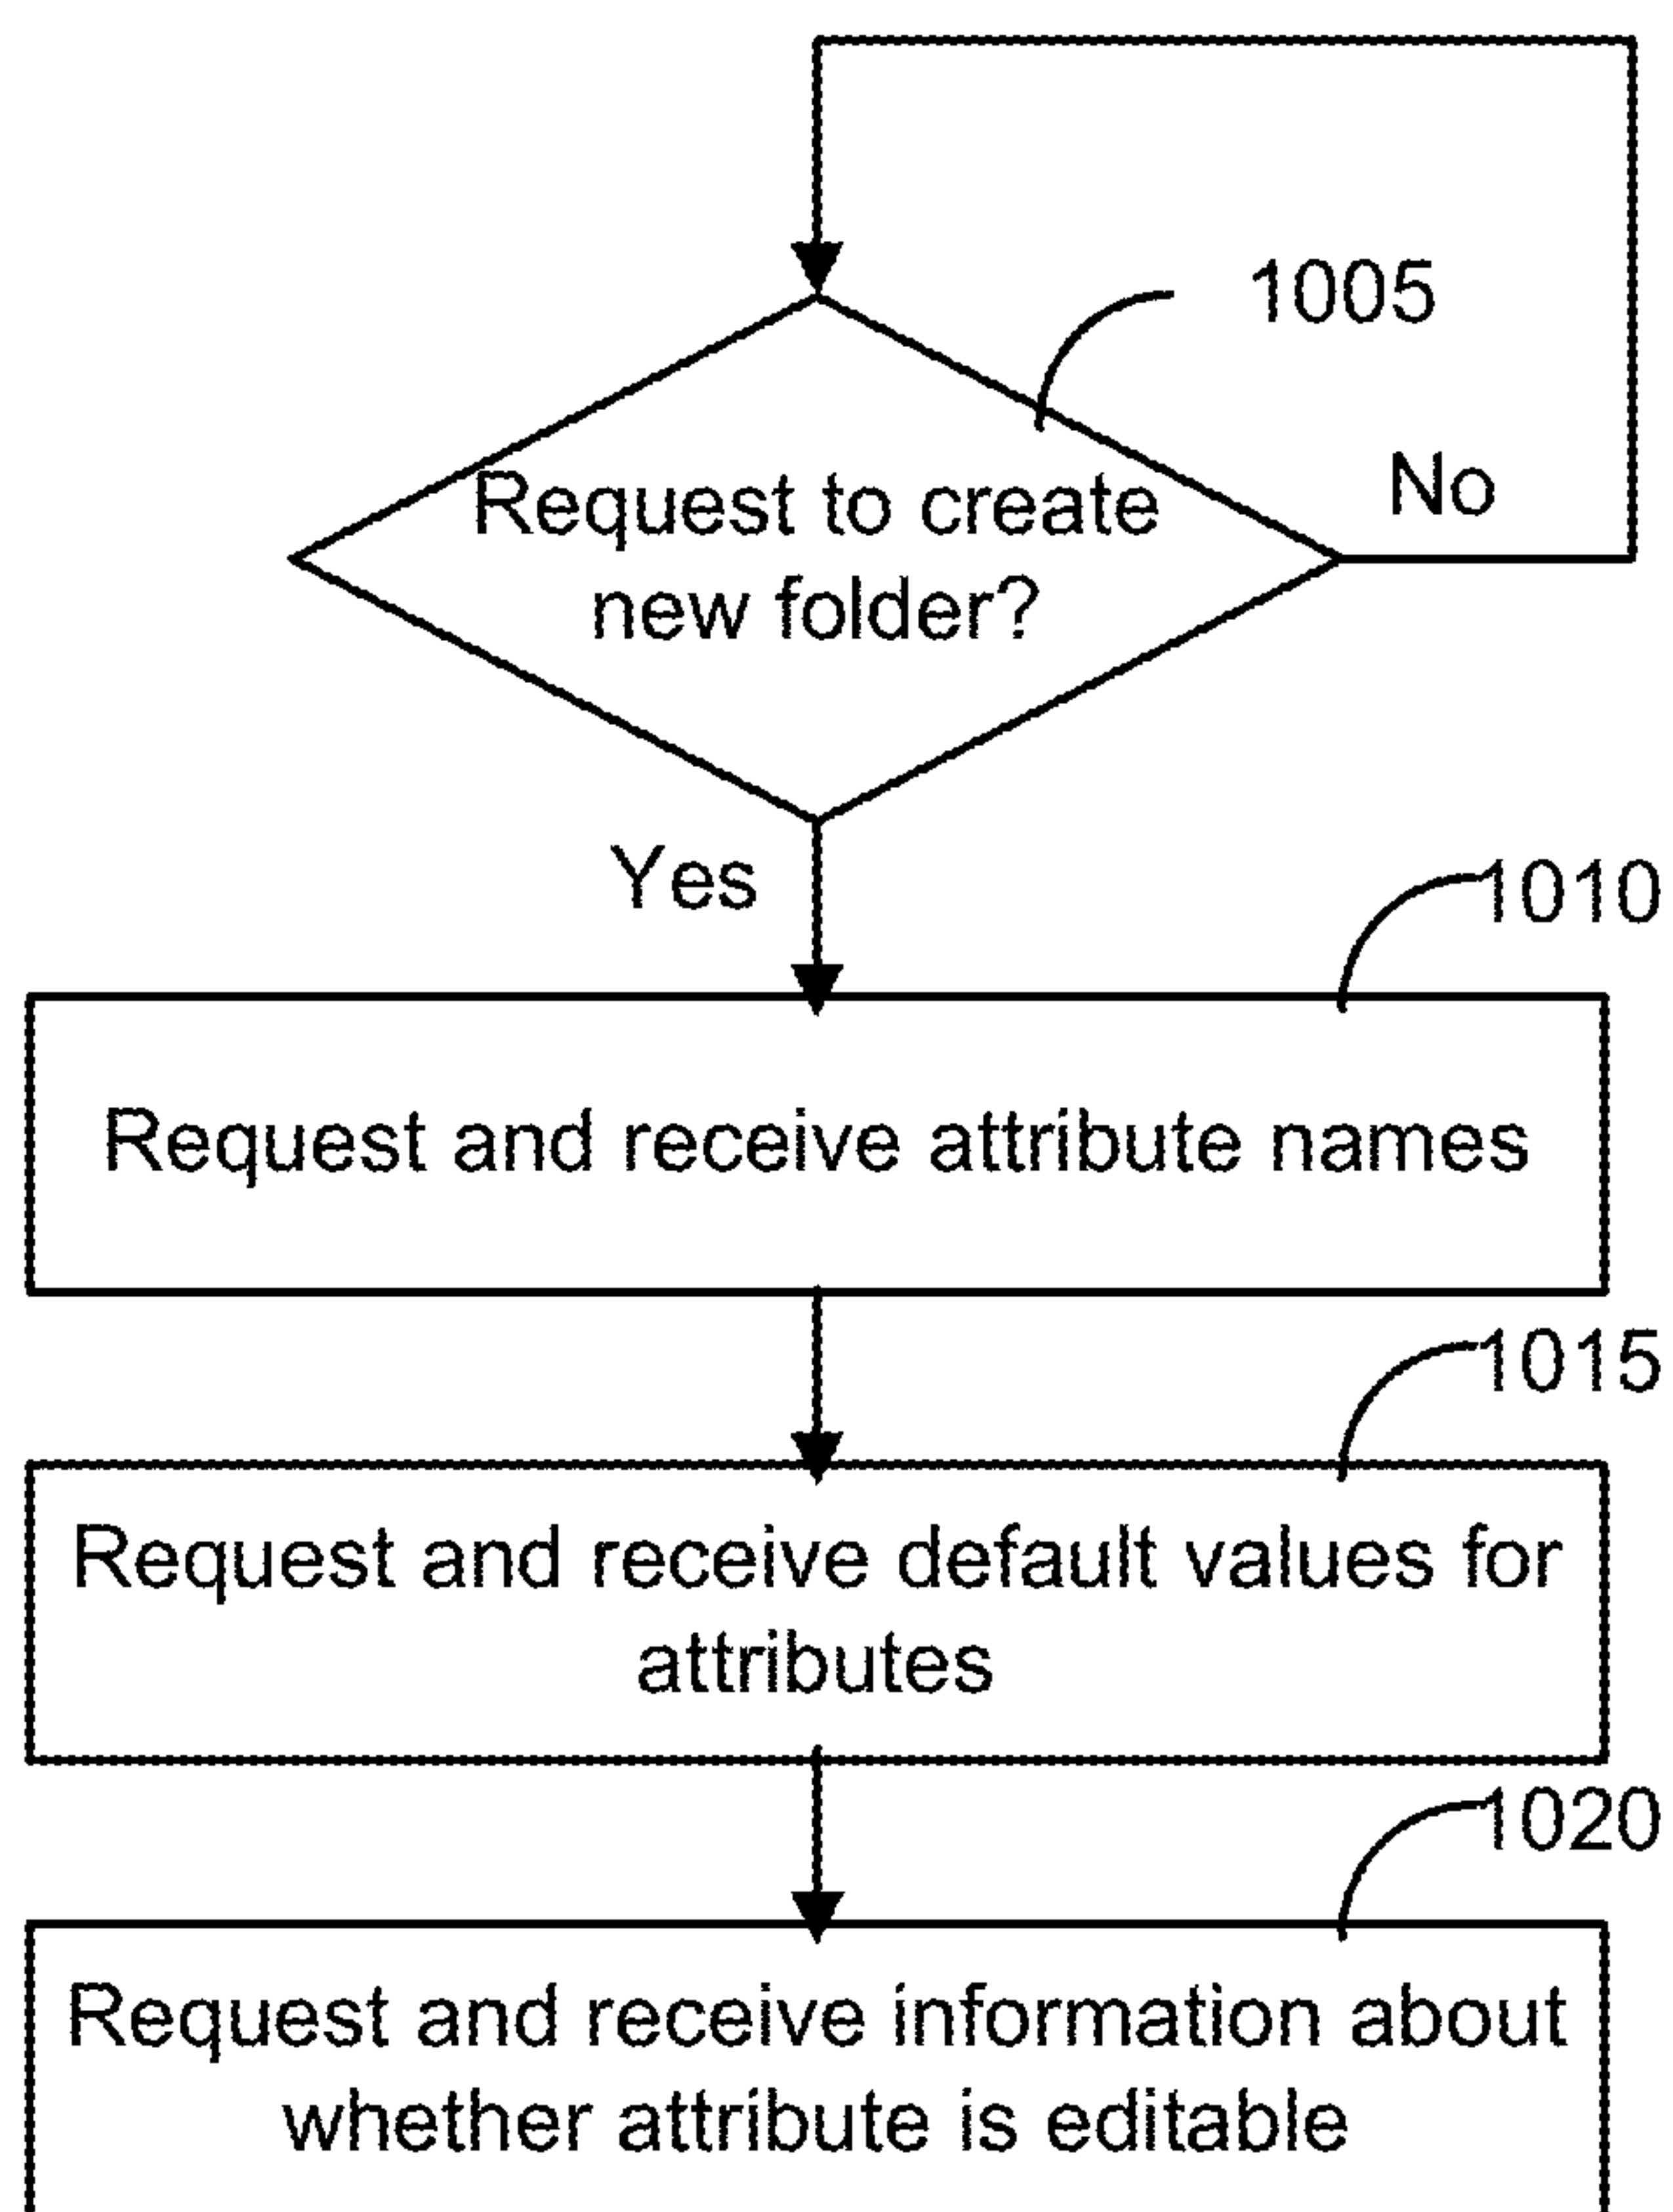 1005
Request to create
new folder?
No
Yes
1010
Request and receive attribute names
1015
Request and receive default values for
attributes
1020
Request and receive information about
whether attribute is editable